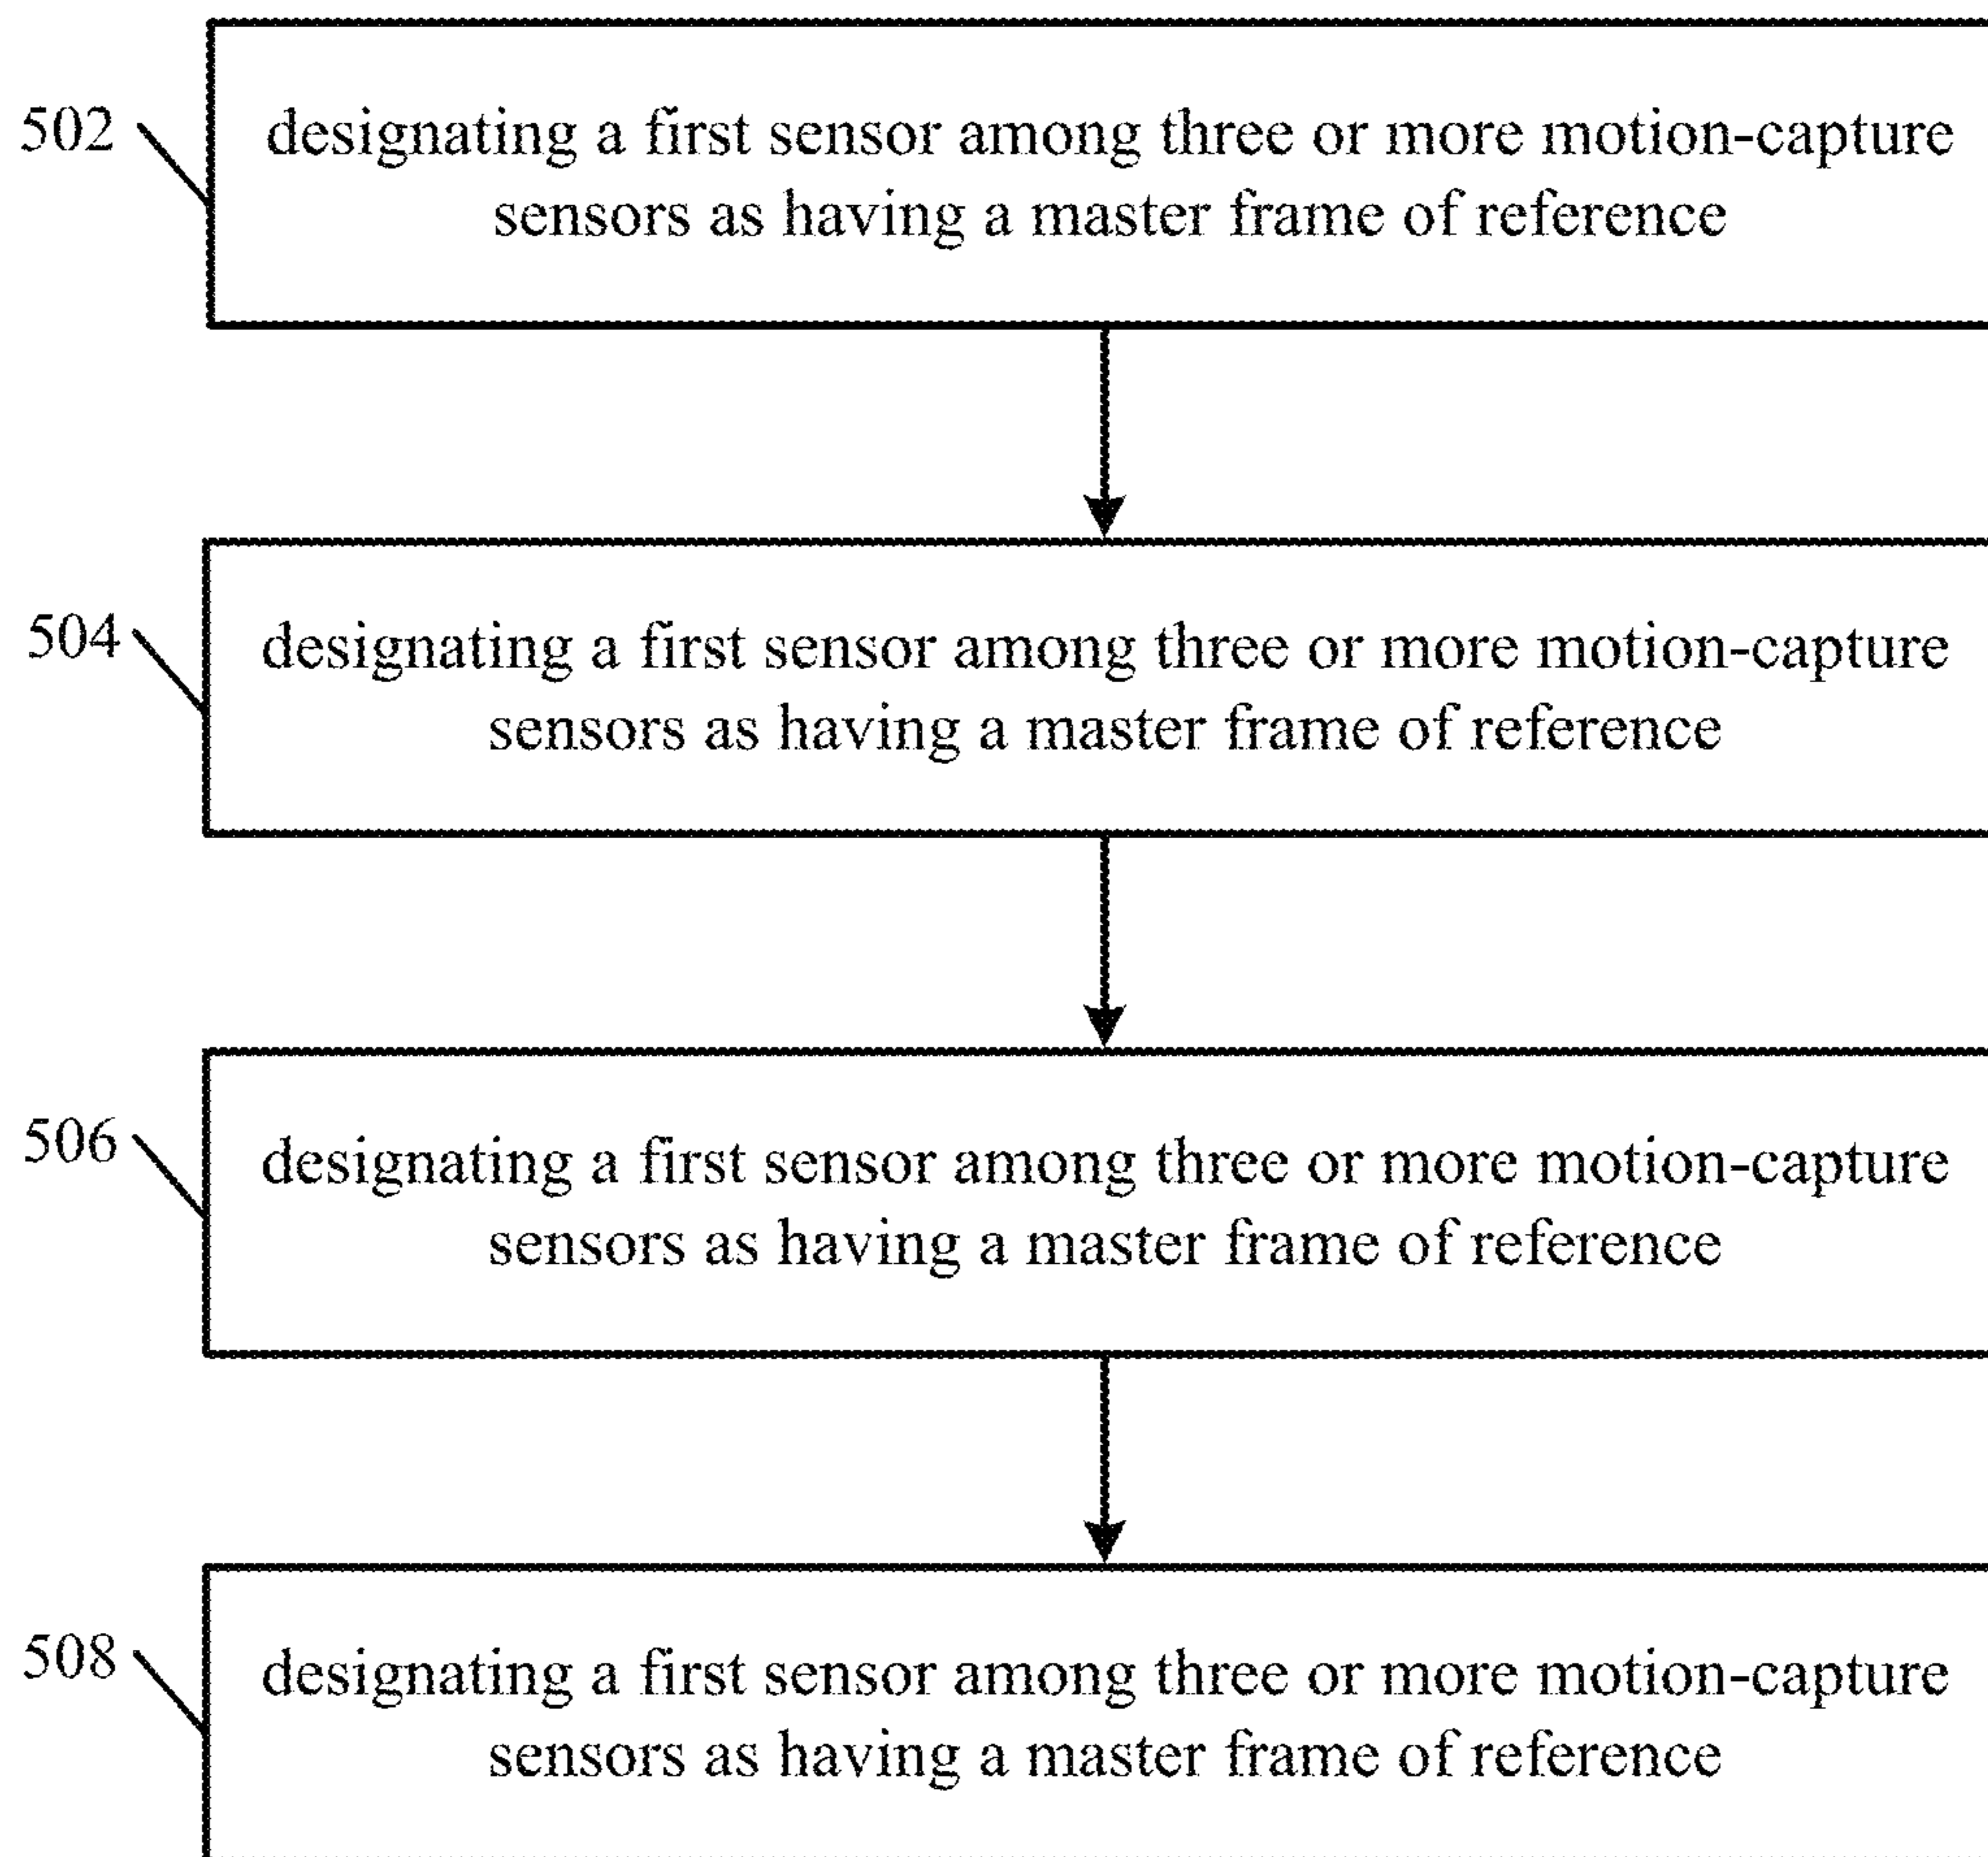 502
designating a first sensor among three or more motion-capture
sensors as having a master frame of reference
504
designating a first sensor among three or more motion-capture
sensors as having a master frame of reference
506
designating a first sensor among three or more motion-capture
sensors as having a master frame of reference
508
designating a first sensor among three or more motion-capture
sensors as having a master frame of reference